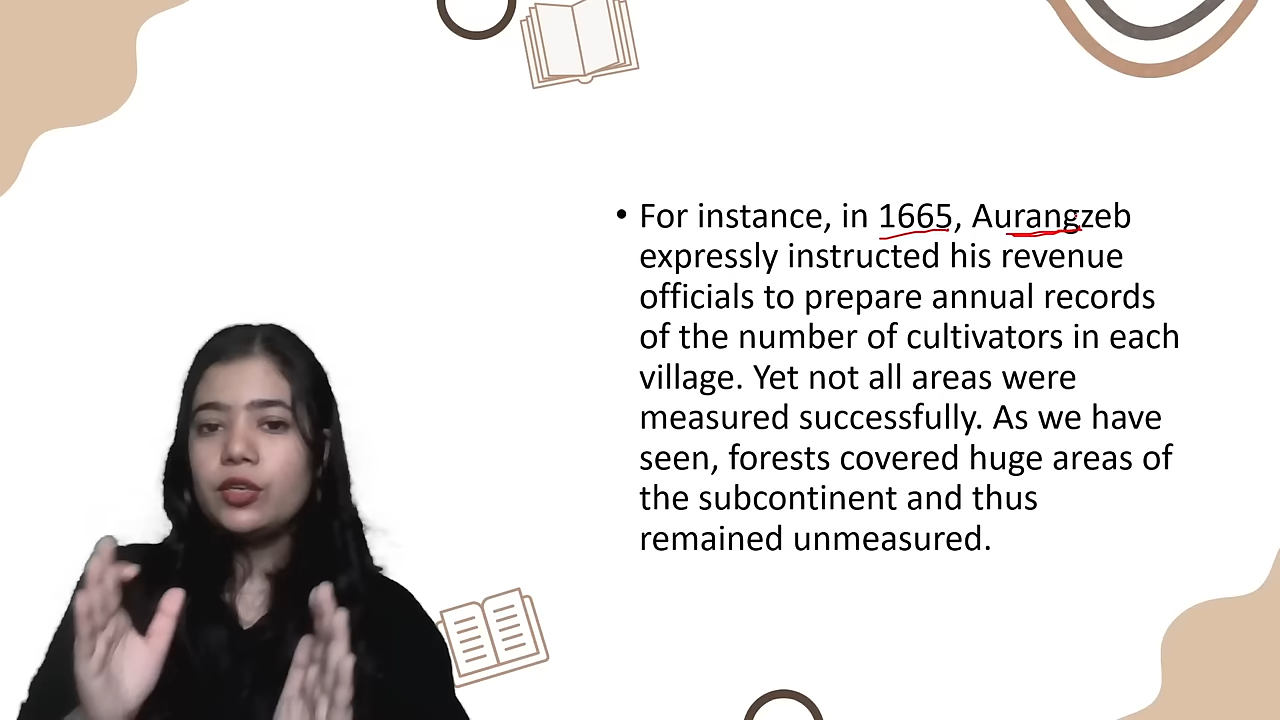 • For instance, in 1665, Aurangzeb
expressly instructed his revenue
officials to prepare annual records
of the number of cultivators in each
village. Yet not all areas were
measured successfully. As we have
seen, forests covered huge areas of
the subcontinent and thus
remained unmeasured.